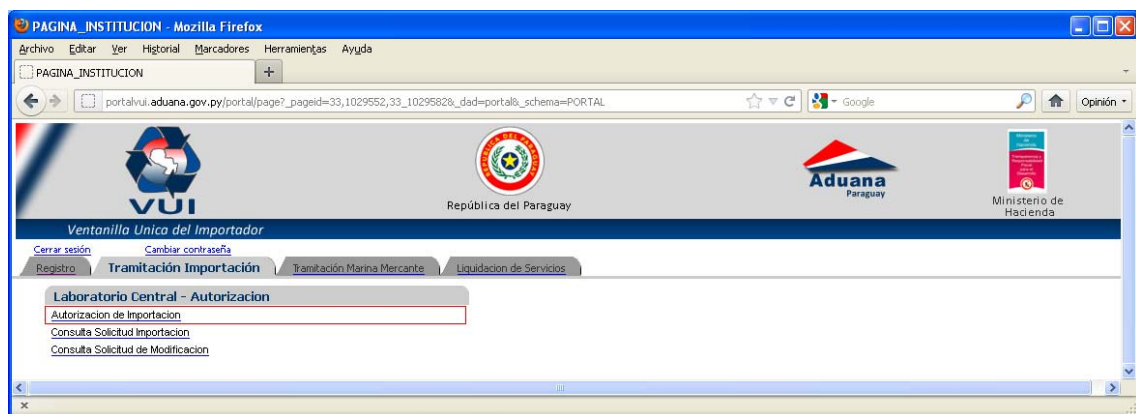 PAGINA_INSTITUCION - Mozilla Firefox
Archivo Editar Ver Historial Marcadores Herramientas Ayuda
PAGINA_INSTITUCION +
portalvui.aduana.gov.py/portal/page?_pageid=33,1029552,33_1029582&_dad=portal&_schema=PORTAL Google Opinión
VUI
República del Paraguay
Aduana
Paraguay
Ministerio de
Hacienda
Ventanilla Unica del Importador
Cerrar sesión Cambiar contraseña
Registro Tramitación Importación Tramitación Marina Mercante Liquidacion de Servicios
Laboratorio Central - Autorizacion
Autorizacion de Importacion
Consulta Solicitud Importacion
Consulta Solicitud de Modificacion